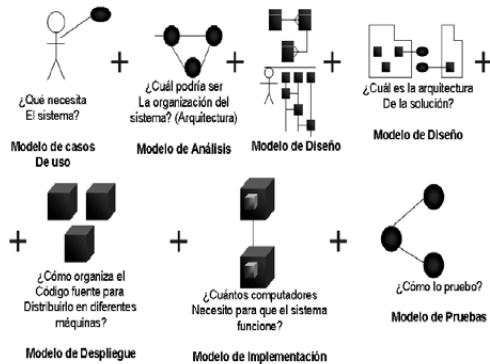 ¿Qué necesita
El sistema?
Modelo de casos
De uso
¿Cuál podría ser
La organización del
sistema? (Arquitectura)
Modelo de Análisis
Modelo de Diseño
¿Cuál es la arquitectura
De la solución?
Modelo de Diseño
¿Cómo organiza el
Código fuente para
Distribuírlo en diferentes
máquinas?
Modelo de Despliegue
¿Cuántos computadores
Necesito para que el sistema
funcione?
Modelo de Implementación
¿Cómo lo pruebo?
Modelo de Pruebas